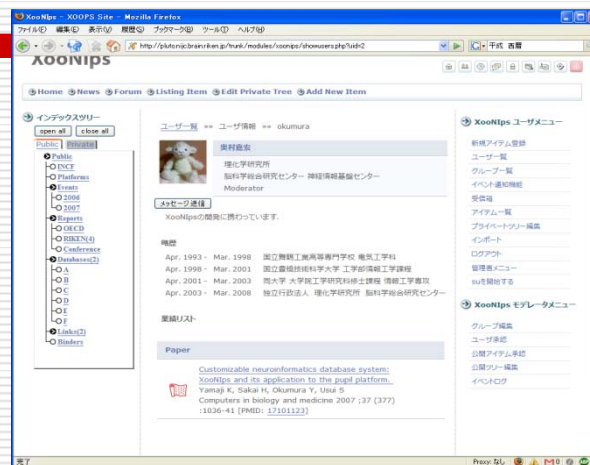 XooNIps - XOOPS Site - Mozilla Firefox
ファイル(F) 編集(E) 表示(V) 履歴(S) ブックマーク(B) ツール(T) ヘルプ(H)
http://platonijc.brain.riken.jp/trunk/modules/xoonips/showusers.php?uid=2
平成 西暦
XooNIps
Home News Forum Listing Item Edit Private Tree Add New Item
インデックスツリー
open all close all
Public Private
Public
INCF
Platforms
Events
2006
2007
Reports
OECD
RIKEN(4)
Conference
Databases(2)
A
B
C
D
E
F
Links(2)
Binders
ユーザ一覧 »» ユーザ情報 »» okumura
奥村嘉宏
理化学研究所
脳科学総合研究センター 神経情報基盤センター
Moderator
メッセージ送信
XooNIpsの開発に携わっています.
略歴
Apr. 1993 - Mar. 1998 国立舞鶴工業高等専門学校 電気工学科
Apr. 1998 - Mar. 2001 国立豊橋技術科学大学 工学部情報工学課程
Apr. 2001 - Mar. 2003 同大学 大学院工学研究科修士課程 情報工学専攻
Apr. 2003 - Mar. 2008 独立行政法人 理化学研究所 脳科学総合研究センター
業績リスト
Paper
Customizable neuroinformatics database system:
XooNIps and its application to the pupil platform.
Yamaji K, Sakai H, Okumura Y, Usui S
Computers in biology and medicine 2007 ;37 (377)
:1036-41 [PMID: 17101123]
XooNIps ユーザメニュー
新規アイテム登録
ユーザ一覧
グループ一覧
イベント通知機能
受信箱
アイテム一覧
プライベートツリー編集
インポート
ログアウト
管理者メニュー
suを開始する
XooNIps モデレータメニュー
グループ編集
ユーザ承認
公開アイテム承認
公開ツリー編集
イベントログ
完了
Proxy: なし
0